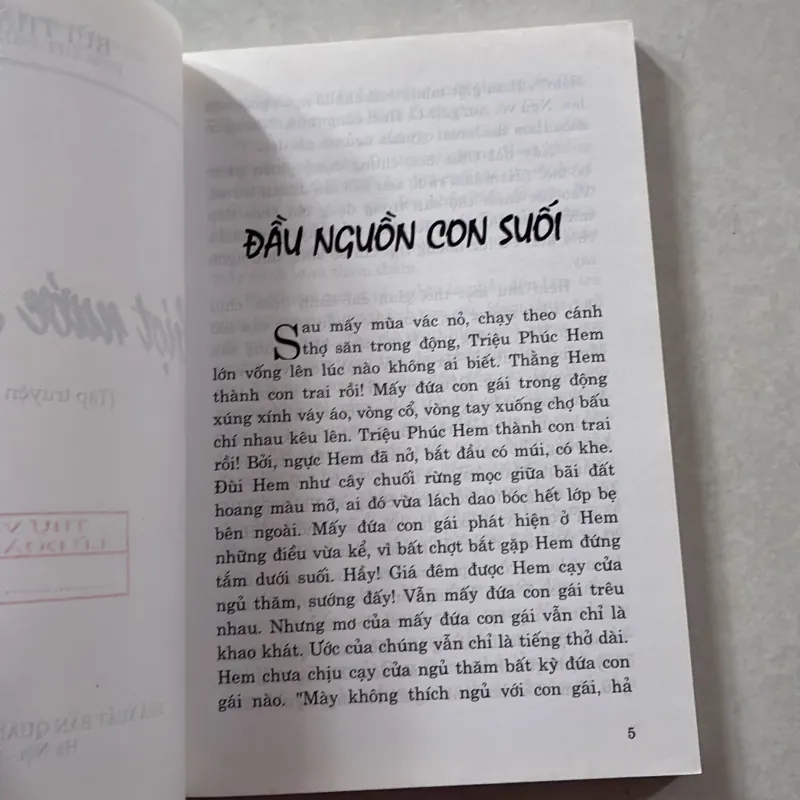 ĐẦU NGUỒN CON SUỐI
Sau mấy mùa vác nỏ, chạy theo cánh
thợ săn trong động, Triệu Phúc Hem
lớn vống lên lúc nào không ai biết. Thằng Hem
thành con trai rồi! Mấy đứa con gái trong động
xúng xính váy áo, vòng cổ, vòng tay xuống chợ bấu
chí nhau kêu lên. Triệu Phúc Hem thành con trai
rồi! Bởi, ngực Hem đã nở, bắt đầu có múi, có khe.
Đùi Hem như cây chuối rừng mọc giữa bãi đất
hoang màu mỡ, ai đó vừa lách dao bóc hết lớp bẹ
bên ngoài. Mấy đứa con gái phát hiện ở Hem
những điều vừa kể, vì bất chợt bắt gặp Hem đứng
tắm dưới suối. Hầy! Giá đêm được Hem cạy cửa
ngủ thăm, sướng đấy! Vẫn mấy đứa con gái trêu
nhau. Nhưng mơ của mấy đứa con gái vẫn chỉ là
khao khát. Ước của chúng vẫn chỉ là tiếng thở dài.
Hem chưa chịu cạy cửa ngủ thăm bất kỳ đứa con
gái nào. "Mày không thích ngủ với con gái, hả
5